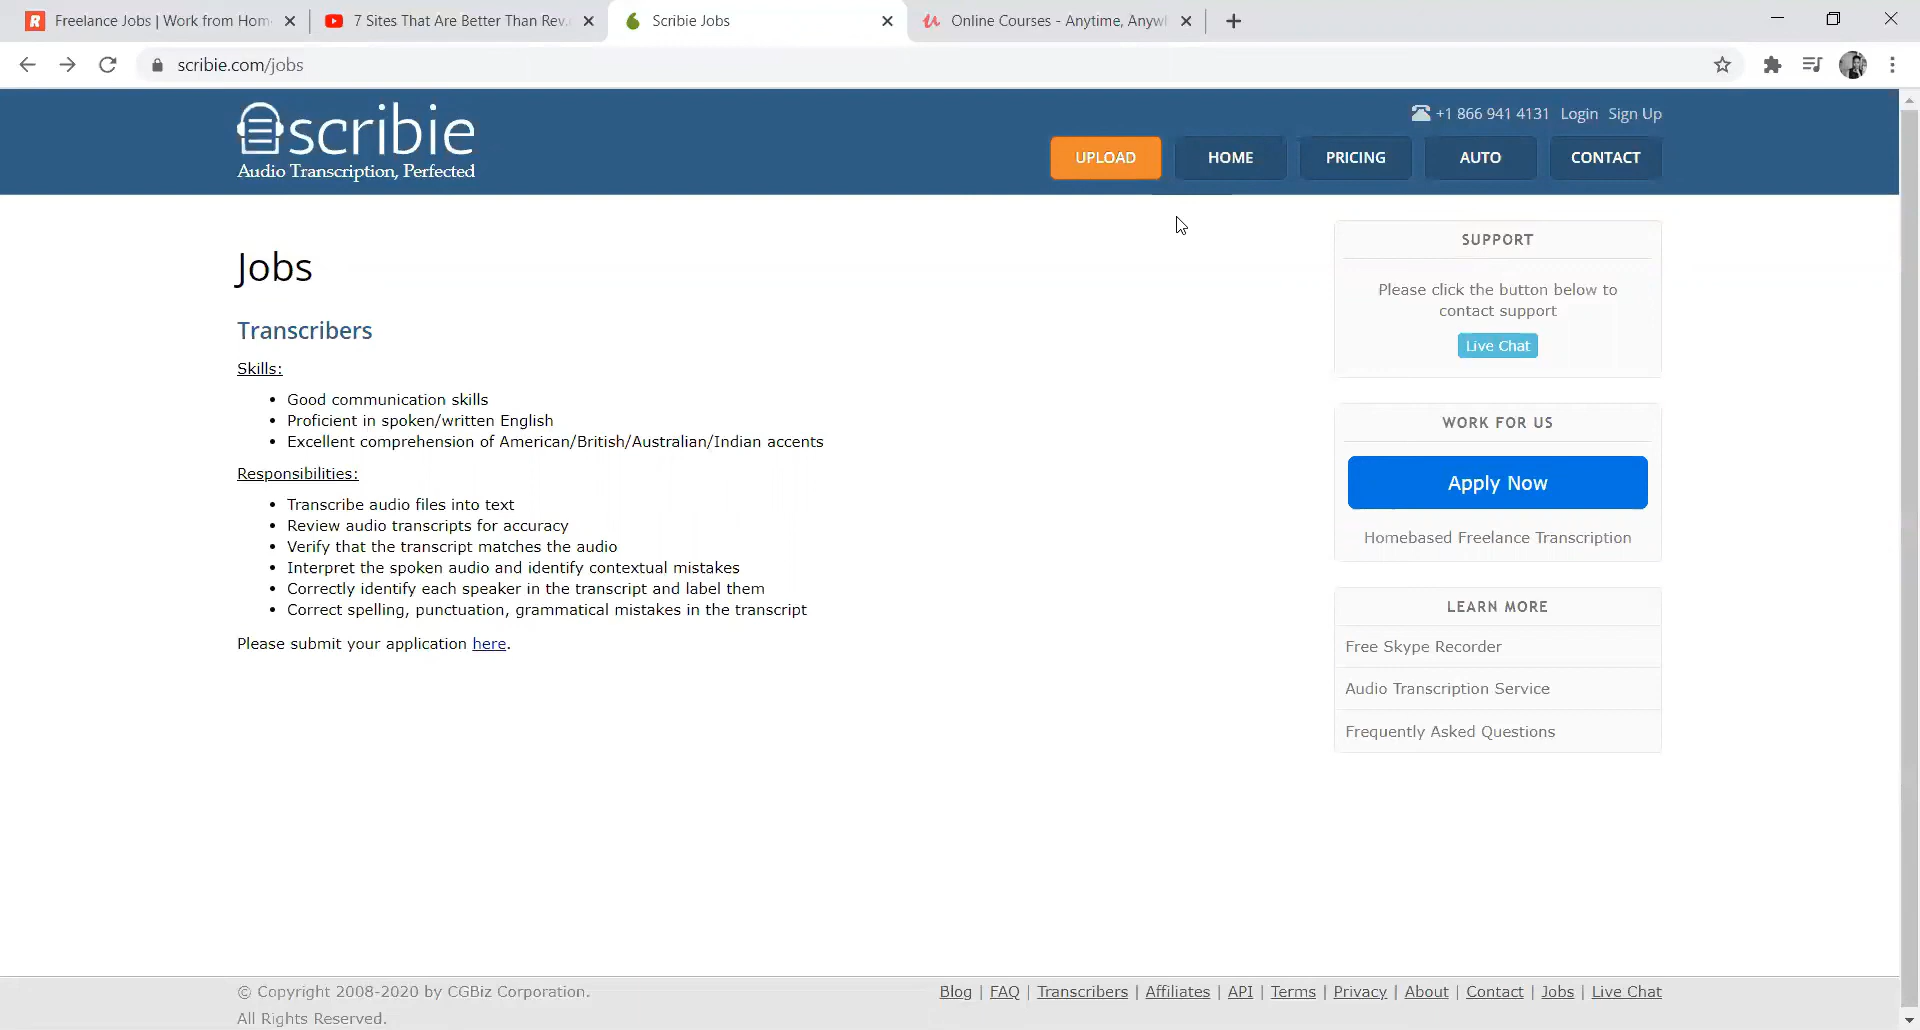 Freelance Jobs | Work from Hom
7 Sites That Are Better Than Rev.
Scribie Jobs
Online Courses - Anytime, Anyw
scribie.com/jobs
scribie
Audio Transcription, Perfected
+1 866 941 4131 Login Sign Up
UPLOAD HOME PRICING AUTO CONTACT
Jobs
Transcribers
Skills:
• Good communication skills
• Proficient in spoken/written English
• Excellent comprehension of American/British/Australian/Indian accents
Responsibilities:
• Transcribe audio files into text
• Review audio transcripts for accuracy
• Verify that the transcript matches the audio
• Interpret the spoken audio and identify contextual mistakes
• Correctly identify each speaker in the transcript and label them
• Correct spelling, punctuation, grammatical mistakes in the transcript
Please submit your application here.
SUPPORT
Please click the button below to
contact support
Live Chat
WORK FOR US
Apply Now
Homebased Freelance Transcription
LEARN MORE
Free Skype Recorder
Audio Transcription Service
Frequently Asked Questions
© Copyright 2008-2020 by CGBiz Corporation.
All Rights Reserved.
Blog | FAQ | Transcribers | Affiliates | API | Terms | Privacy | About | Contact | Jobs | Live Chat